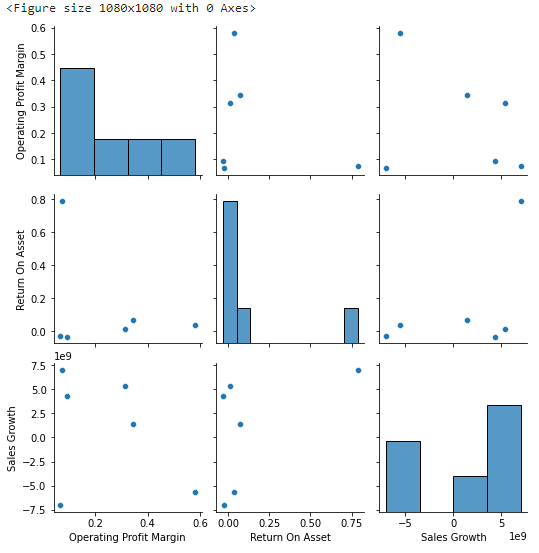 <Figure size 1080x1080 with 0 Axes>
Operating Profit Margin
0.6
0.5
0.4
0.3
0.2
0.1
Return On Asset
0.8
0.6
0.4
0.2
0.0
1e9
Sales Growth
7.5
5.0
2.5
0.0
−2.5
−5.0
−7.5
0.2 0.4 0.6
0.00 0.25 0.50 0.75
−5 0 5
1e9
Operating Profit Margin
Return On Asset
Sales Growth